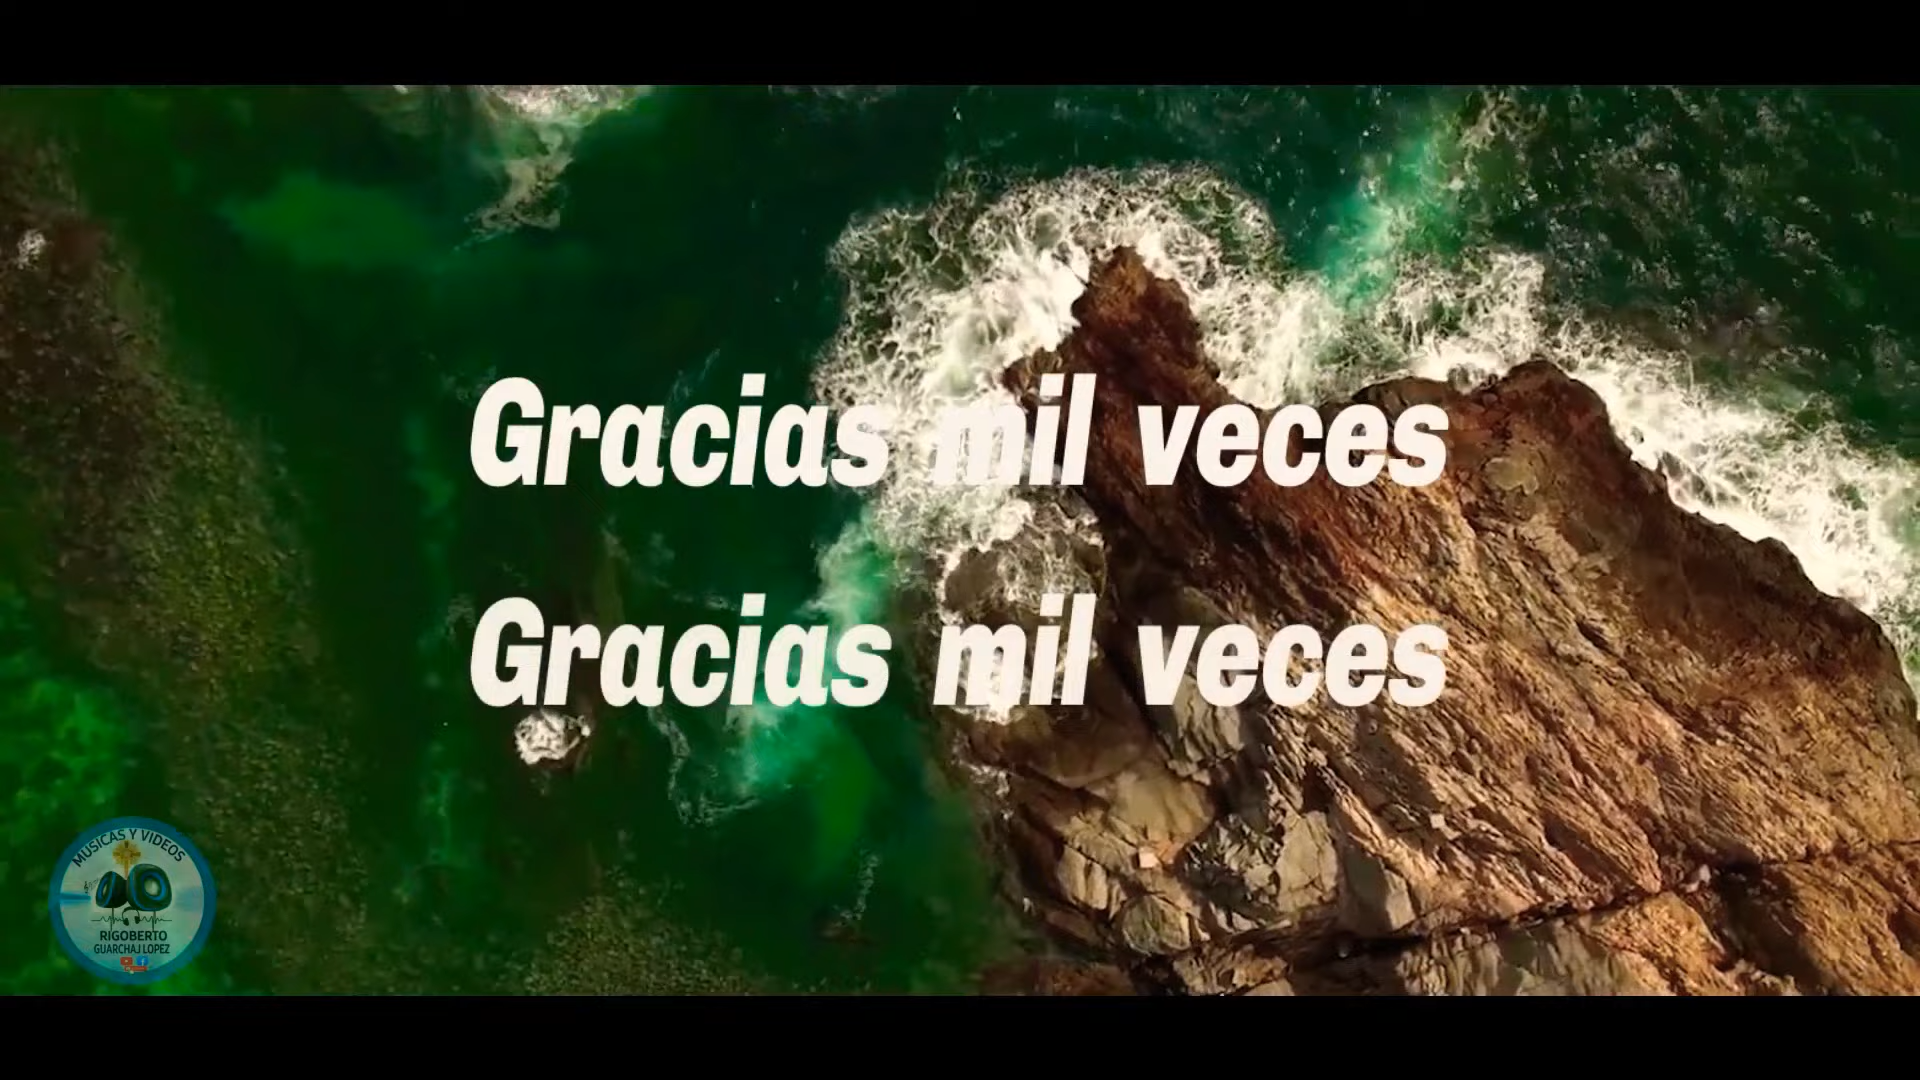 Gracias mil veces
Gracias mil veces
MUSICAS Y VIDEOS
RIGOBERTO
GUARCHAJ LOPEZ